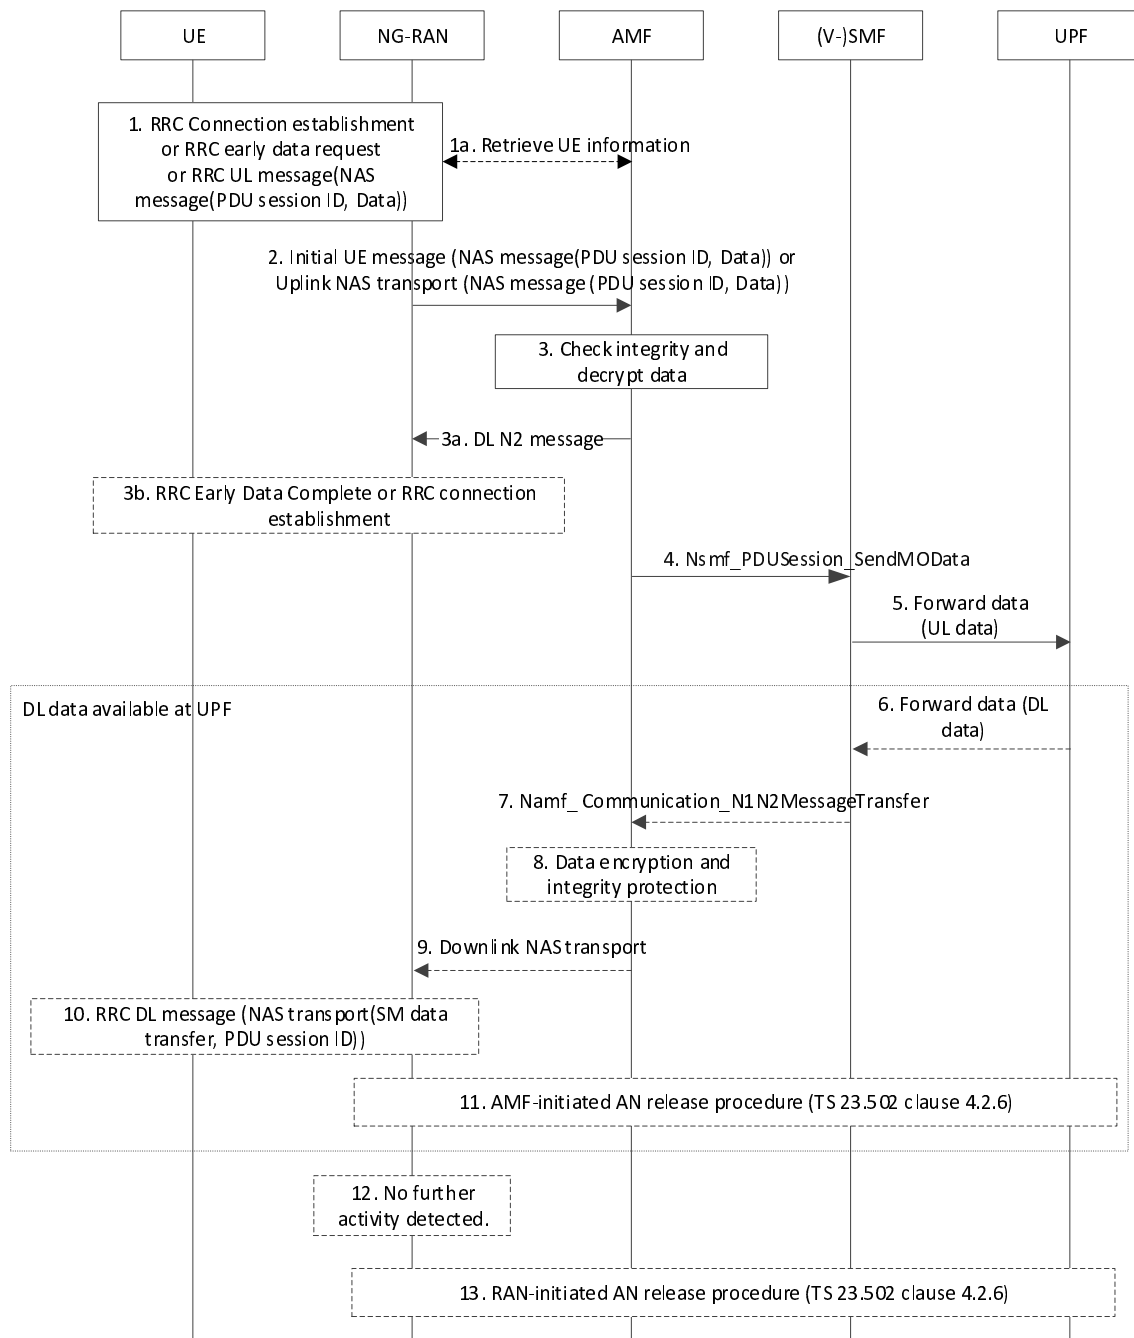 UE
NG-RAN
AMF
(V-)SMF
UPF
1. RRC Connection establishment
or RRC early data request
or RRC UL message(NAS
message(PDU session ID, Data))
1a. Retrieve UE information
2. Initial UE message (NAS message(PDU session ID, Data)) or
Uplink NAS transport (NAS message (PDU session ID, Data))
3. Check integrity and
decrypt data
3a. DL N2 message
3b. RRC Early Data Complete or RRC connection
establishment
4. Nsmf_PDUSession_SendMOData
5. Forward data
(UL data)
DL data available at UPF
6. Forward data (DL
data)
7. Namf_ Communication_N1N2MessageTransfer
8. Data encryption and
integrity protection
9. Downlink NAS transport
10. RRC DL message (NAS transport(SM data
transfer, PDU session ID))
11. AMF-initiated AN release procedure (TS 23.502 clause 4.2.6)
12. No further
activity detected.
13. RAN-initiated AN release procedure (TS 23.502 clause 4.2.6)